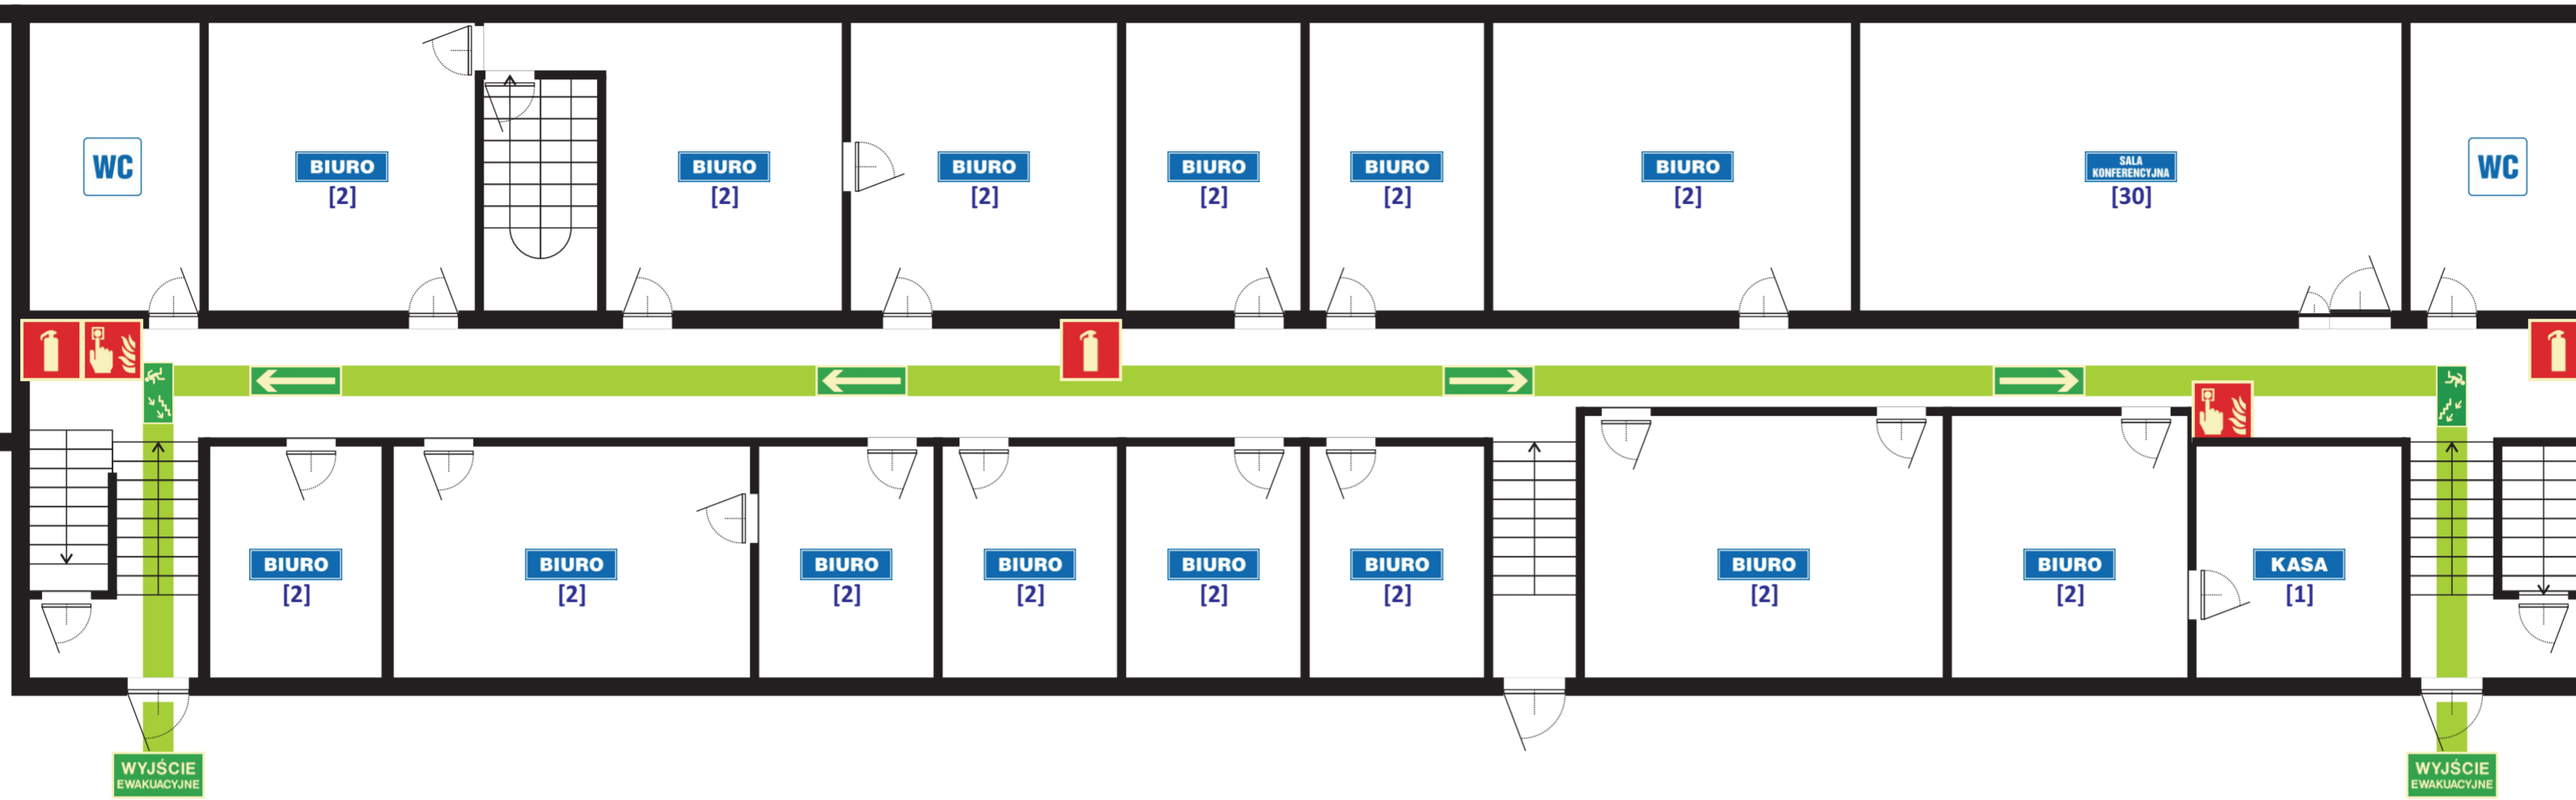 WC
BIURO
[2]
BIURO
[2]
BIURO
[2]
BIURO
[2]
BIURO
[2]
BIURO
[2]
SALA
KONFERENCYJNA
[30]
WC
BIURO
[2]
BIURO
[2]
BIURO
[2]
BIURO
[2]
BIURO
[2]
BIURO
[2]
BIURO
[2]
BIURO
[2]
KASA
[1]
WYJŚCIE
EWAKUACYJNE
WYJŚCIE
EWAKUACYJNE